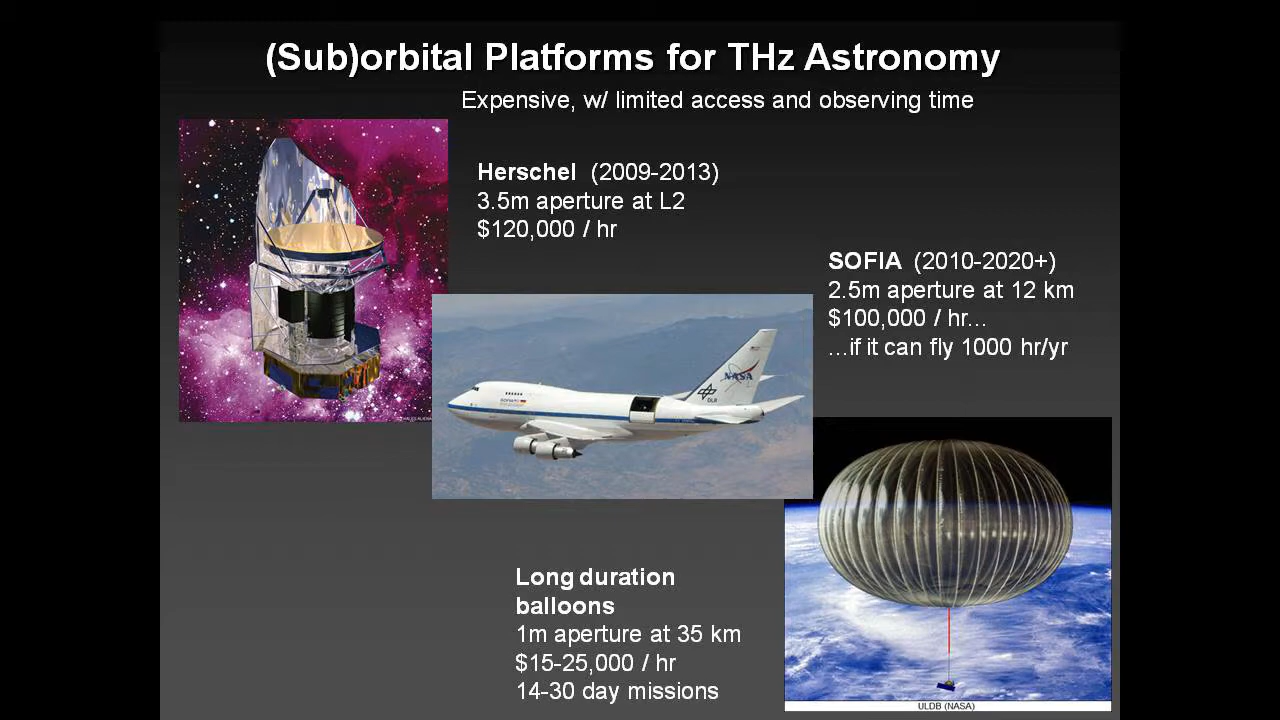 (Sub)orbital Platforms for THz Astronomy
Expensive, w/ limited access and observing time
Herschel (2009-2013)
3.5m aperture at L2
$120,000 / hr
SOFIA (2010-2020+)
2.5m aperture at 12 km
$100,000 / hr...
...if it can fly 1000 hr/yr
NASA
DLR
SOFIA
Long duration
balloons
1m aperture at 35 km
$15-25,000 / hr
14-30 day missions
ULDB (NASA)